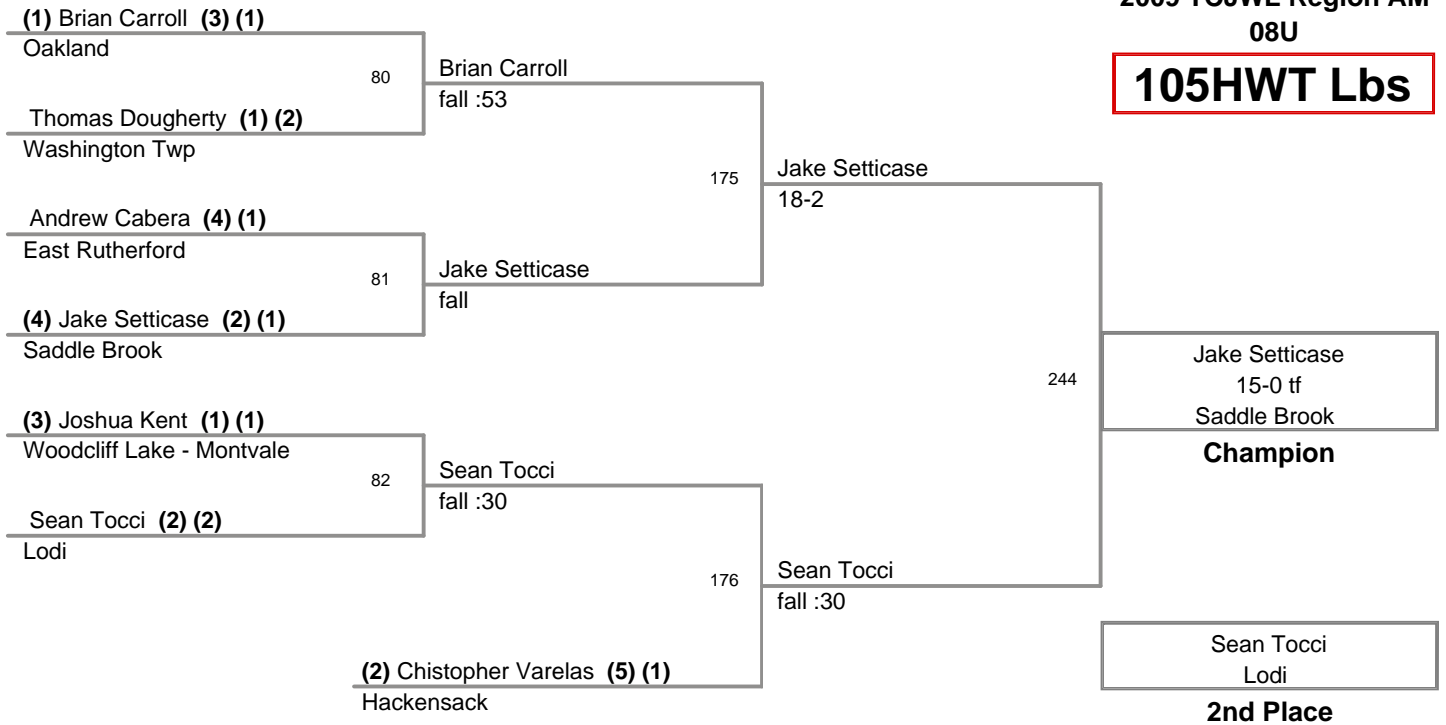 2009 TCJWL Region AM
08U
105HWT Lbs
(1) Brian Carroll (3) (1)
Oakland
80
Brian Carroll
fall :53
Thomas Dougherty (1) (2)
Washington Twp
175
Jake Setticase
18-2
Andrew Cabera (4) (1)
East Rutherford
81
Jake Setticase
fall
(4) Jake Setticase (2) (1)
Saddle Brook
244
Jake Setticase
15-0 tf
Saddle Brook
Champion
(3) Joshua Kent (1) (1)
Woodcliff Lake - Montvale
82
Sean Tocci
fall :30
Sean Tocci (2) (2)
Lodi
176
Sean Tocci
fall :30
(2) Chistopher Varelas (5) (1)
Hackensack
Sean Tocci
Lodi
2nd Place